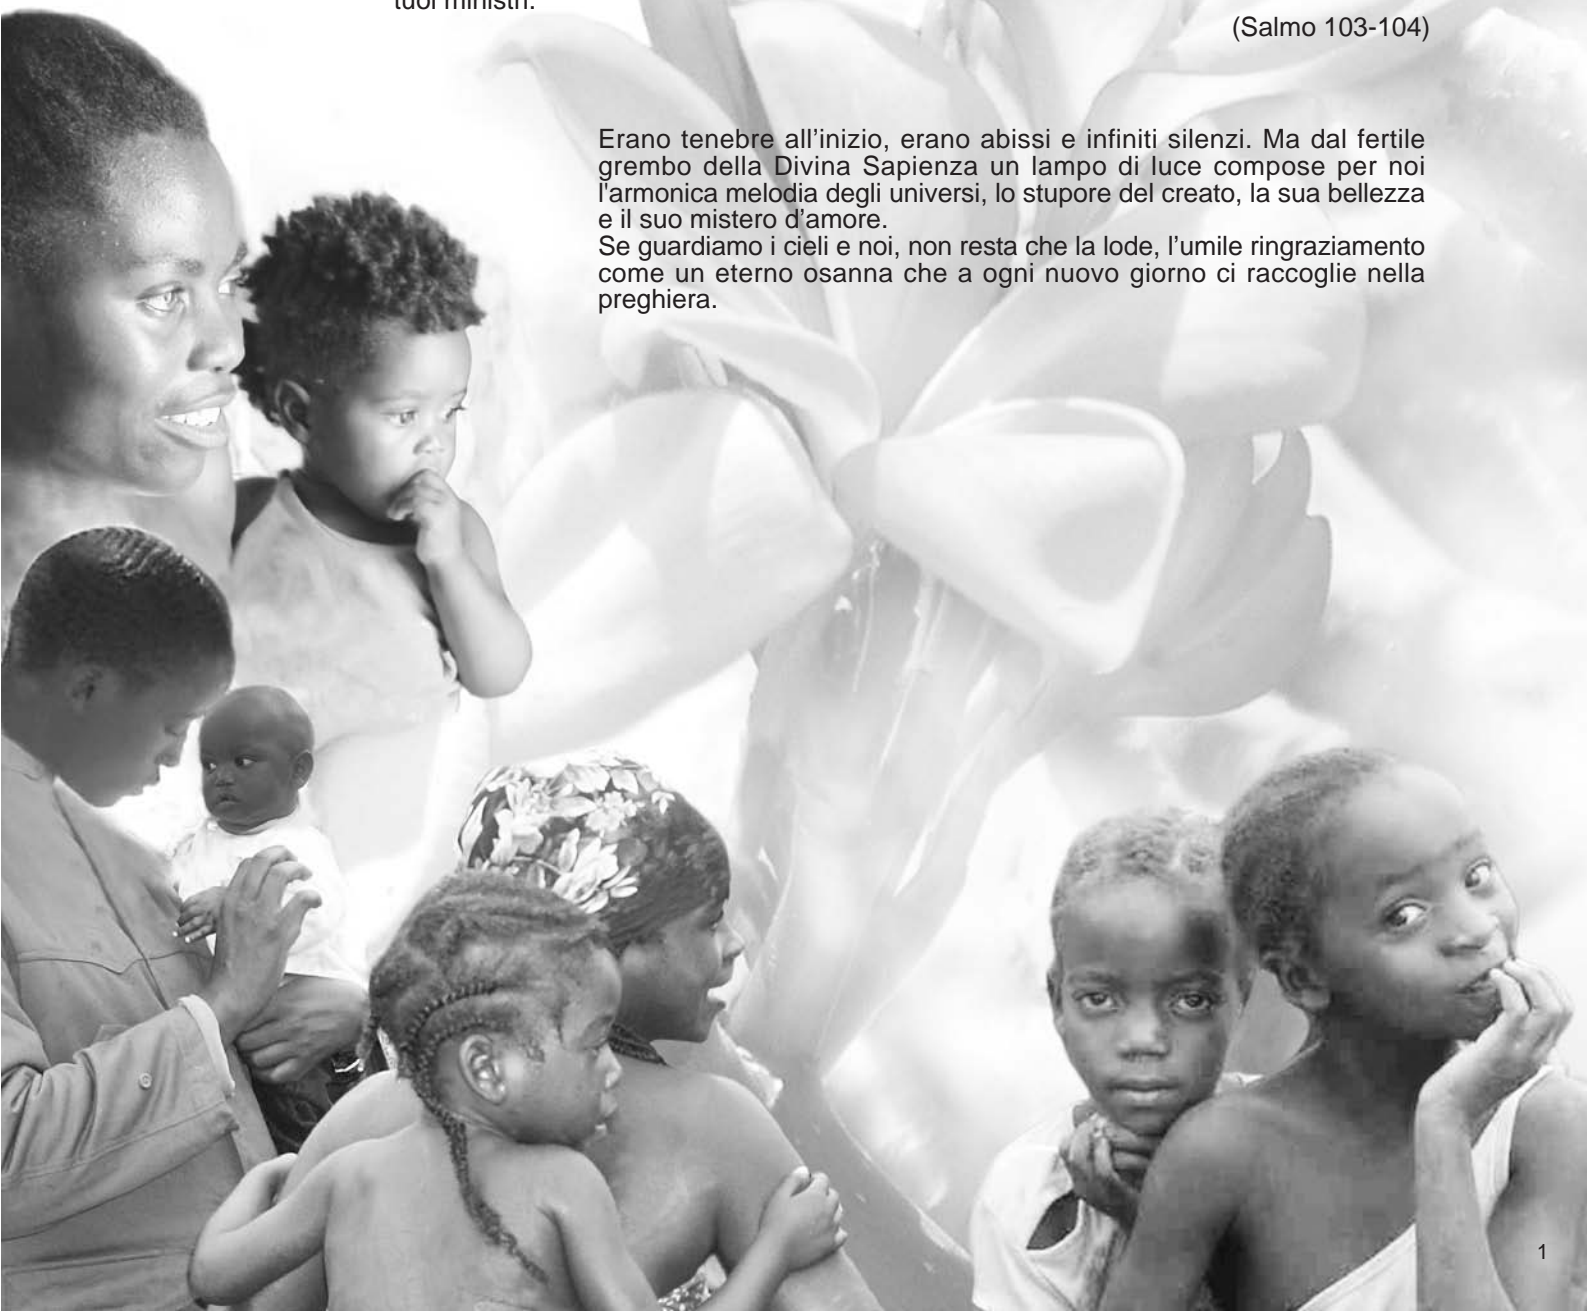 tuoi ministri.
(Salmo 103-104)
Erano tenebre all’inizio, erano abissi e infiniti silenzi. Ma dal fertile
grembo della Divina Sapienza un lampo di luce compose per noi
l'armonica melodia degli universi, lo stupore del creato, la sua bellezza
e il suo mistero d’amore.
Se guardiamo i cieli e noi, non resta che la lode, l’umile ringraziamento
come un eterno osanna che a ogni nuovo giorno ci raccoglie nella
preghiera.
1